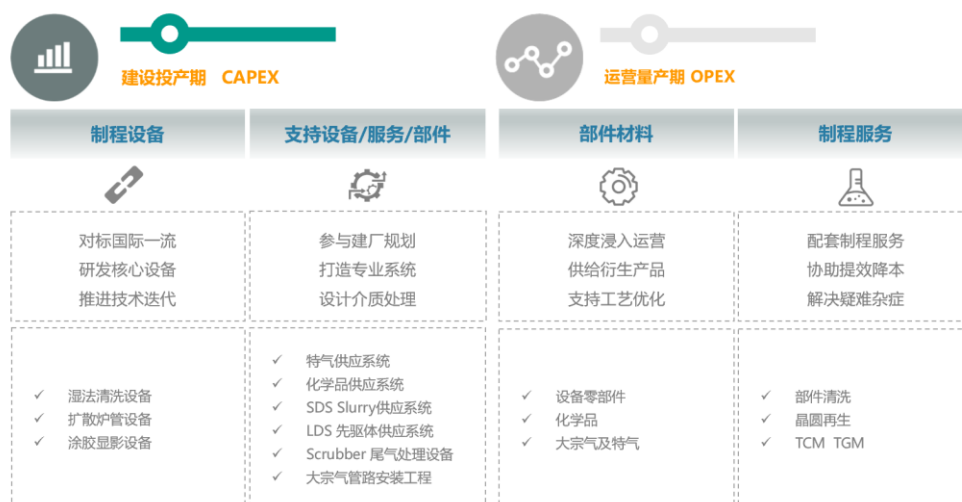 建设投产期 CAPEX
运营量产期 OPEX
制程设备
支持设备/服务/部件
部件材料
制程服务
对标国际一流
研发核心设备
推进技术迭代
参与建厂规划
打造专业系统
设计介质处理
深度浸入运营
供给衍生产品
支持工艺优化
配套制程服务
协助提效降本
解决疑难杂症
✓ 湿法清洗设备
✓ 扩散炉管设备
✓ 涂胶显影设备
✓ 特气供应系统
✓ 化学品供应系统
✓ SDS Slurry供应系统
✓ LDS 先驱体供应系统
✓ Scrubber 尾气处理设备
✓ 大宗气管路安装工程
✓ 设备零部件
✓ 化学品
✓ 大宗气及特气
✓ 部件清洗
✓ 晶圆再生
✓ TCM TGM